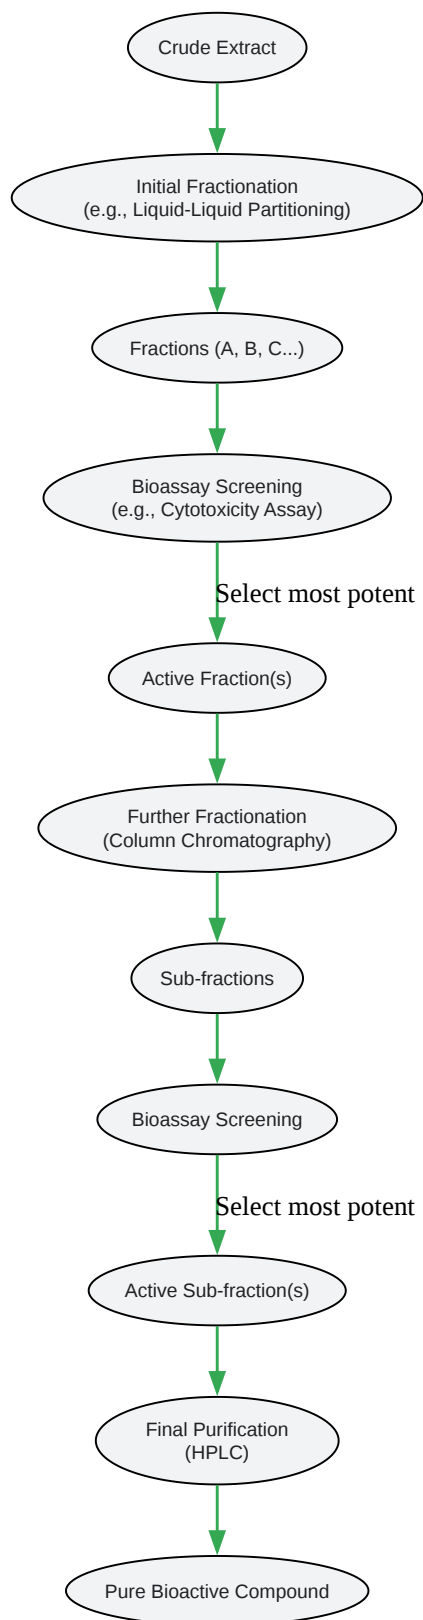 Crude Extract
Initial Fractionation
(e.g., Liquid-Liquid Partitioning)
Fractions (A, B, C...)
Bioassay Screening
(e.g., Cytotoxicity Assay)
Select most potent
Active Fraction(s)
Further Fractionation
(Column Chromatography)
Sub-fractions
Bioassay Screening
Select most potent
Active Sub-fraction(s)
Final Purification
(HPLC)
Pure Bioactive Compound